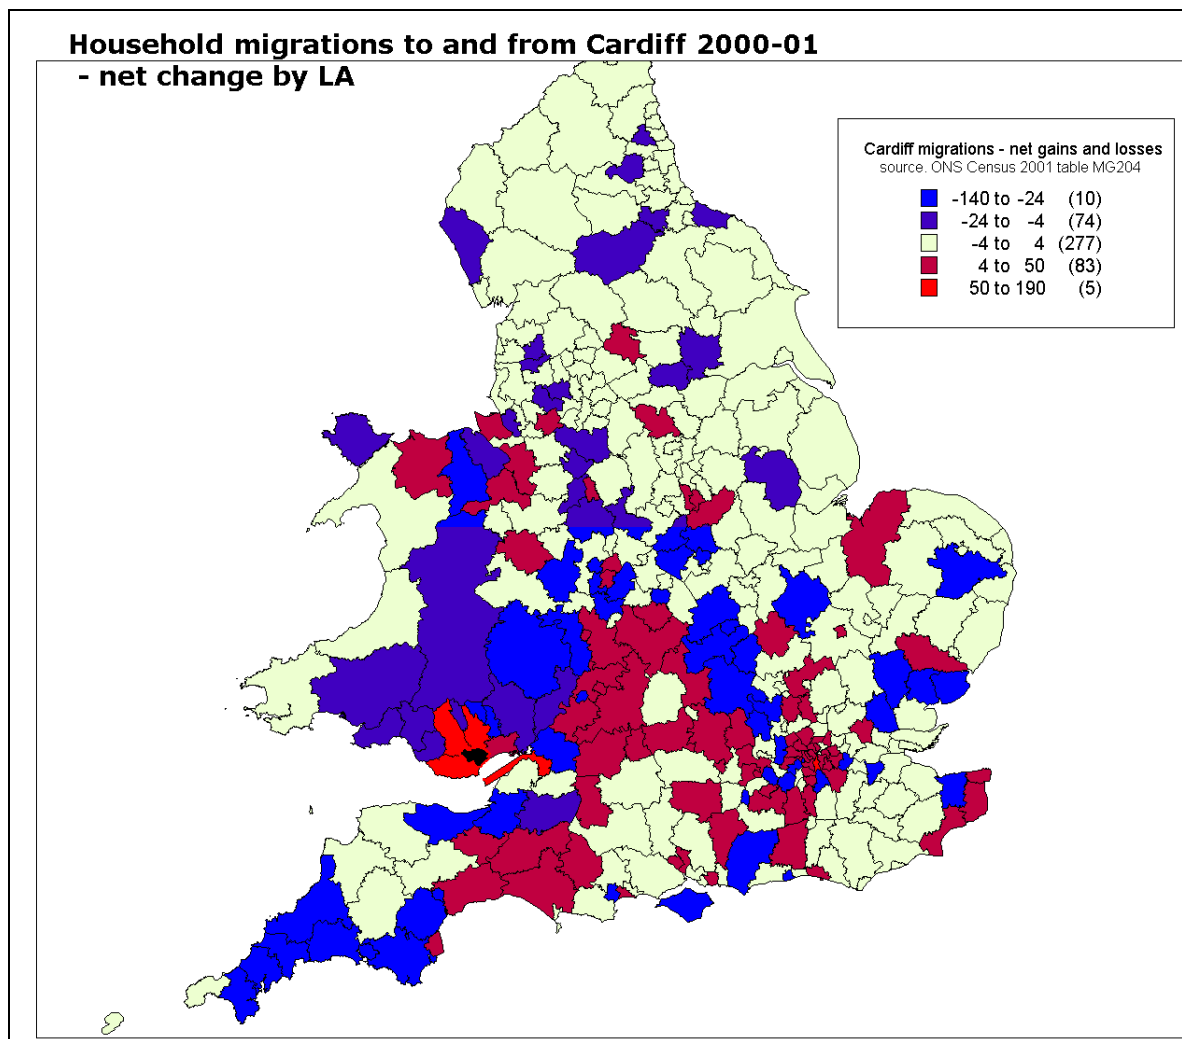 Household migrations to and from Cardiff 2000-01
- net change by LA
Cardiff migrations - net gains and losses
source. ONS Census 2001 table MG204
-140 to -24 (10)
-24 to -4 (74)
-4 to 4 (277)
4 to 50 (83)
50 to 190 (5)